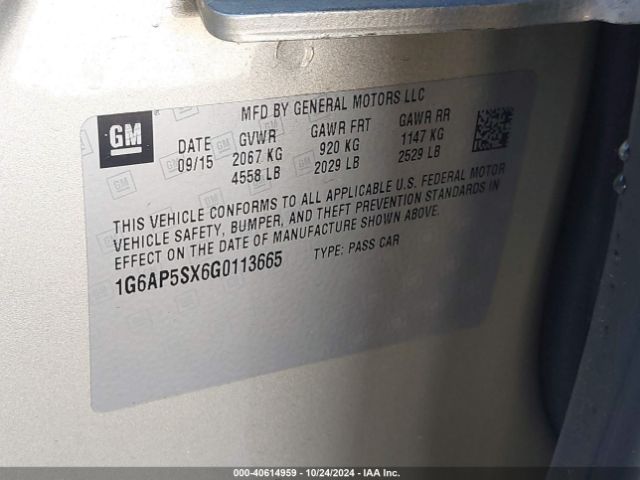 MFD BY GENERAL MOTORS LLC
GM
DATE GVWR GAWR FRT GAWR RR
09/15 2067 KG 920 KG 1147 KG
4558 LB 2029 LB 2529 LB
THIS VEHICLE CONFORMS TO ALL APPLICABLE U.S. FEDERAL MOTOR
VEHICLE SAFETY, BUMPER, AND THEFT PREVENTION STANDARDS IN
EFFECT ON THE DATE OF MANUFACTURE SHOWN ABOVE.
1G6AP5SX6G0113665 TYPE: PASS CAR
000-40614959 - 10/24/2024 - IAA Inc.